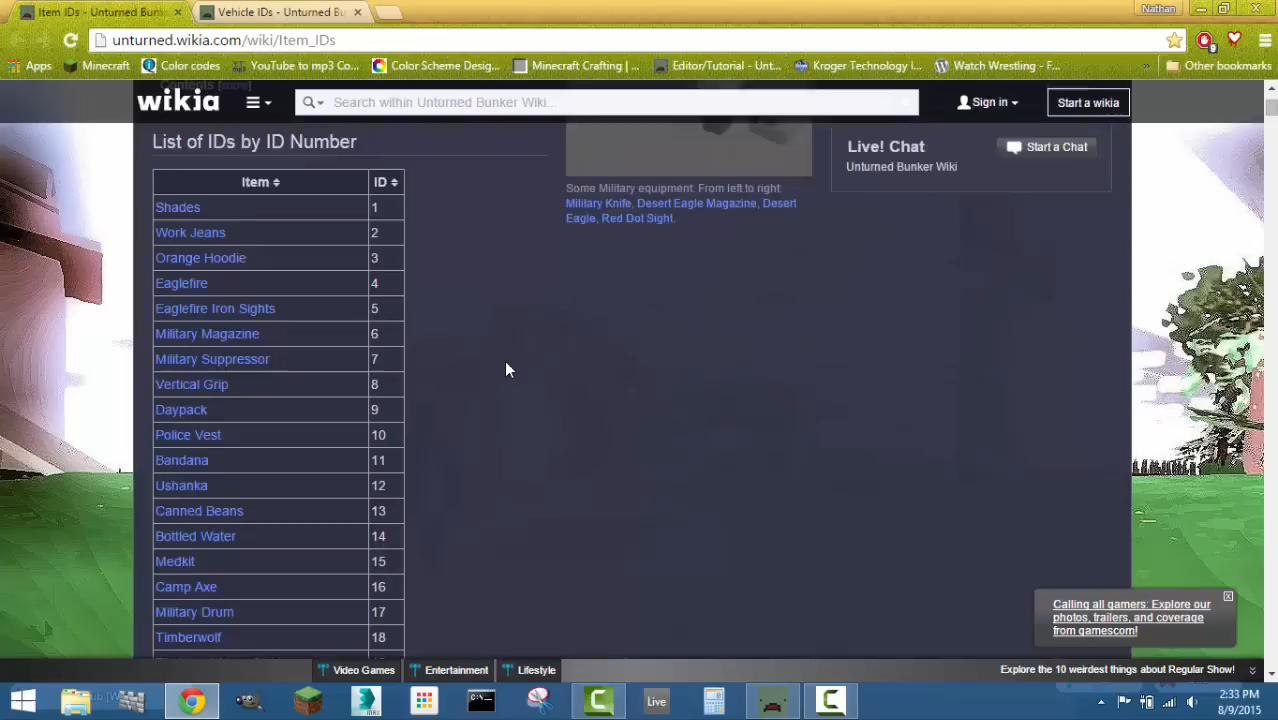 Item IDs - Unturned Bun
Vehicle IDs - Unturned Bu
Nathan
unturned.wikia.com/wiki/Item_IDs
Apps
Minecraft
Color codes
YouTube to mp3 Co...
Color Scheme Desig...
Minecraft Crafting | ...
Editor/Tutorial - Unt...
Kroger Technology I...
Watch Wrestling – F...
»
Other bookmarks
wikia
Search within Unturned Bunker Wiki...
Sign in
Start a wikia
List of IDs by ID Number
Live! Chat
Start a Chat
Unturned Bunker Wiki
Some Military equipment. From left to right:
Military Knife, Desert Eagle Magazine, Desert
Eagle, Red Dot Sight.
Item ID
Shades 1
Work Jeans 2
Orange Hoodie 3
Eaglefire 4
Eaglefire Iron Sights 5
Military Magazine 6
Military Suppressor 7
Vertical Grip 8
Daypack 9
Police Vest 10
Bandana 11
Ushanka 12
Canned Beans 13
Bottled Water 14
Medkit 15
Camp Axe 16
Military Drum 17
Timberwolf 18
Calling all gamers: Explore our
photos, trailers, and coverage
from gamescom!
Video Games
Entertainment
Lifestyle
Explore the 10 weirdest things about Regular Show!
Live
2:33 PM
8/9/2015